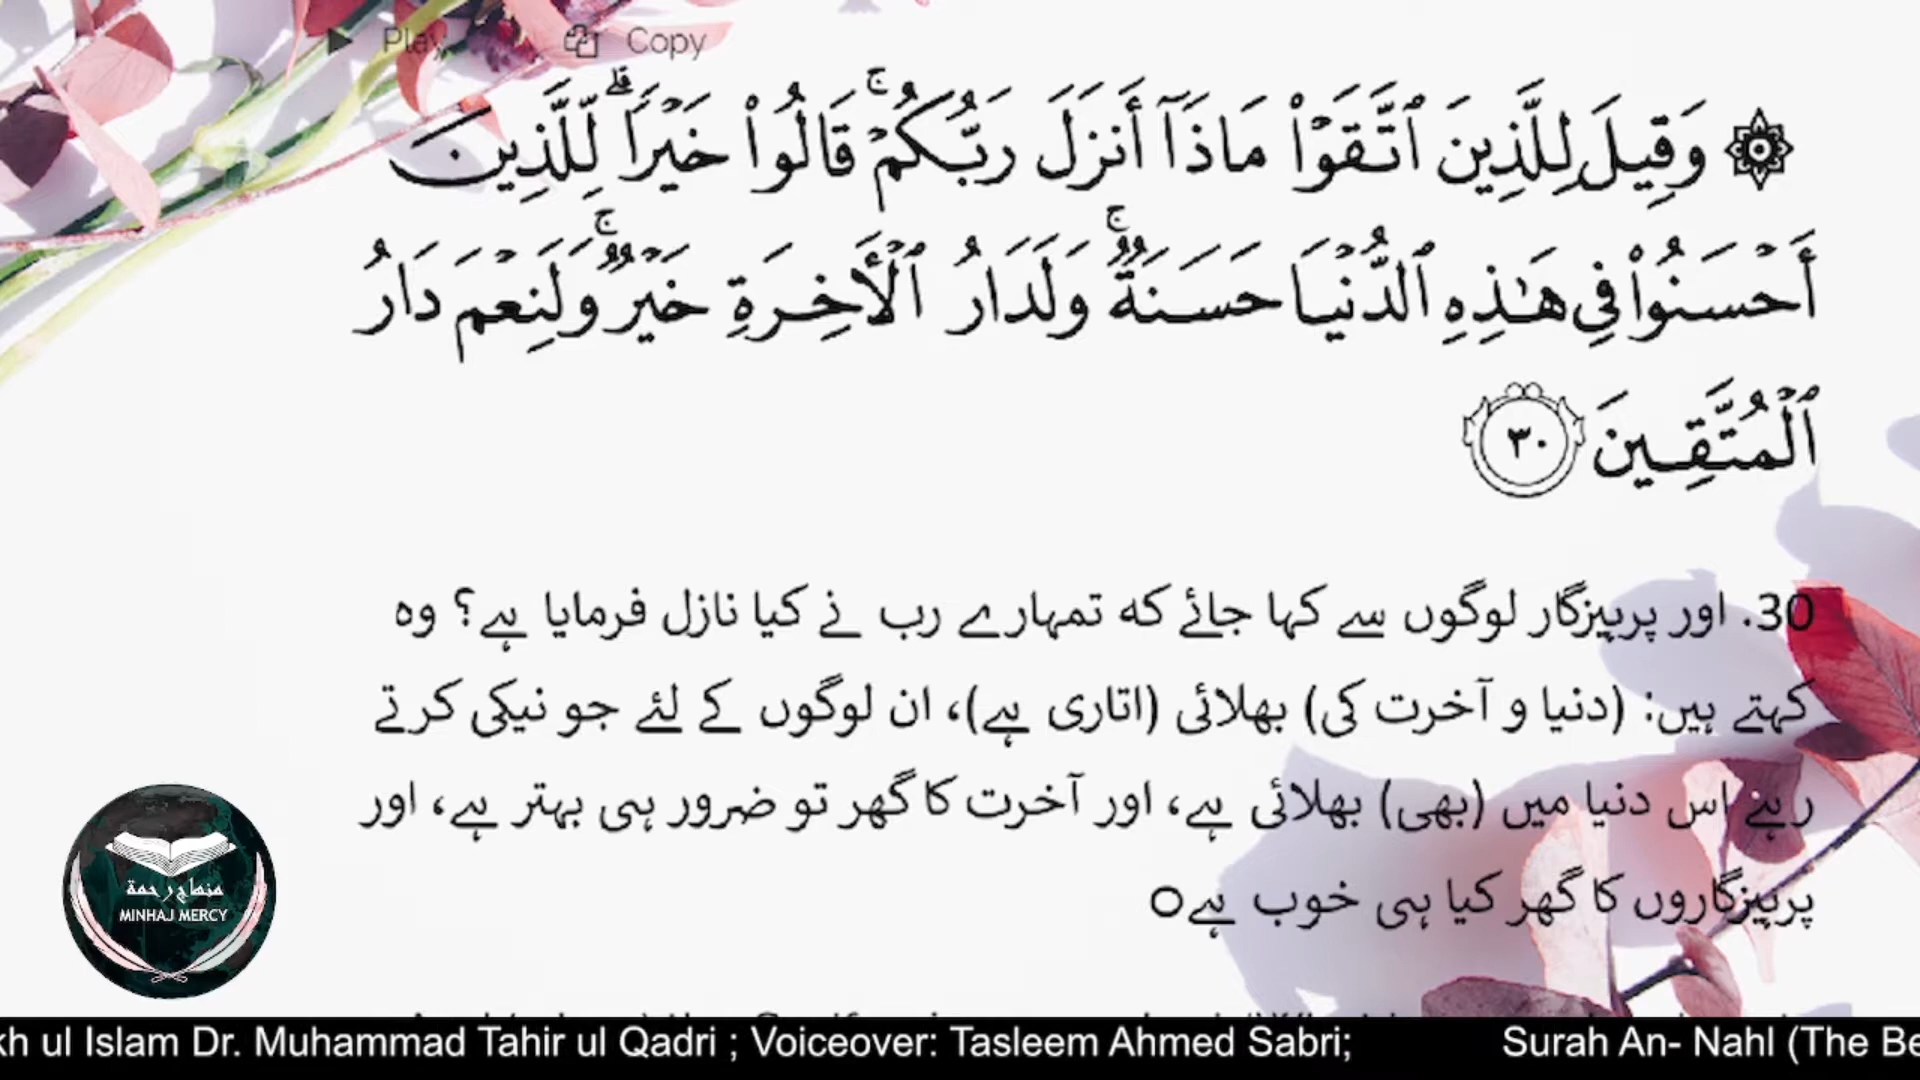 Play Copy
۞ وَقِيلَ لِلَّذِينَ ٱتَّقَوْا۟ مَاذَآ أَنزَلَ رَبُّكُمْ ۚ قَالُوا۟ خَيْرًا ۗ لِّلَّذِينَ
أَحْسَنُوا۟ فِى هَـٰذِهِ ٱلدُّنْيَا حَسَنَةٌ ۚ وَلَدَارُ ٱلْـَٔاخِرَةِ خَيْرٌ ۚ وَلَنِعْمَ دَارُ
ٱلْمُتَّقِينَ ٣٠
30. اور پرہیزگار لوگوں سے کہا جائے کہ تمہارے رب نے کیا نازل فرمایا ہے؟ وہ
کہتے ہیں: (دنیا و آخرت کی) بھلائی (اتاری ہے)، ان لوگوں کے لئے جو نیکی کرتے
رہے اس دنیا میں (بھی) بھلائی ہے، اور آخرت کا گھر تو ضرور ہی بہتر ہے، اور
پرہیزگاروں کا گھر کیا ہی خوب ہےo
منهاج رحمة
MINHAJ MERCY
kh ul Islam Dr. Muhammad Tahir ul Qadri ; Voiceover: Tasleem Ahmed Sabri; Surah An- Nahl (The Be